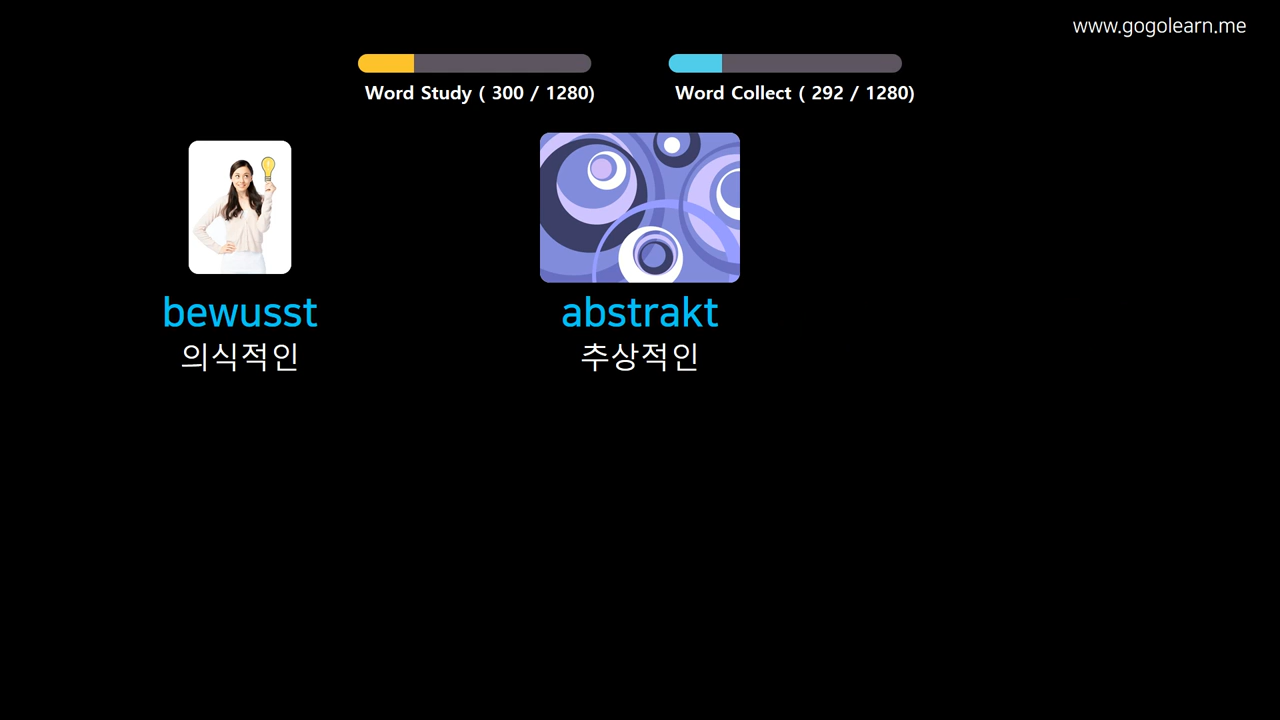 www.gogolearn.me
Word Study ( 300 / 1280)
Word Collect ( 292 / 1280)
bewusst
의식적인
abstrakt
추상적인